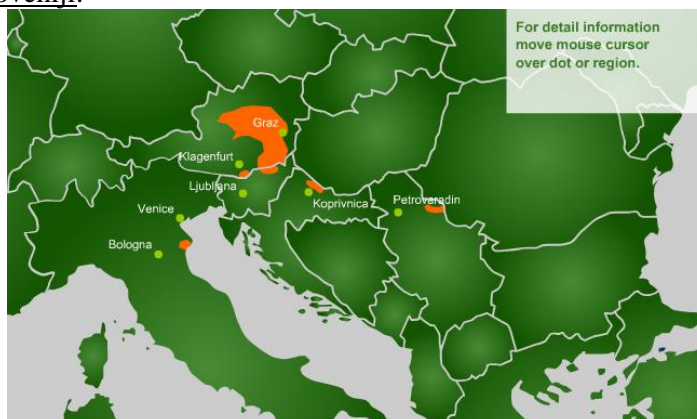 For detail information
move mouse cursor
over dot or region.
Graz
Klagenfurt
Ljubljana
Koprivnica
Petrovaradin
Venice
Bologna